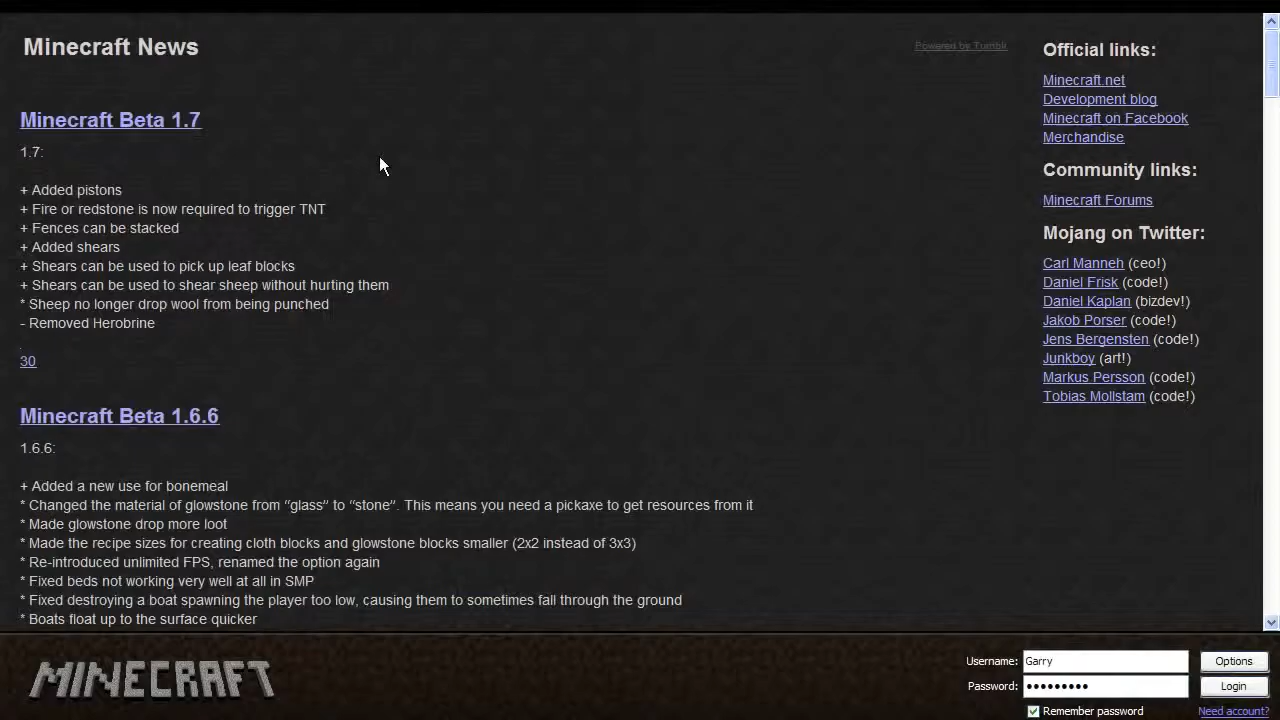 Minecraft News
Powered by Tumblr
Minecraft Beta 1.7
1.7:
+ Added pistons
+ Fire or redstone is now required to trigger TNT
+ Fences can be stacked
+ Added shears
+ Shears can be used to pick up leaf blocks
+ Shears can be used to shear sheep without hurting them
* Sheep no longer drop wool from being punched
- Removed Herobrine
30
Minecraft Beta 1.6.6
1.6.6:
+ Added a new use for bonemeal
* Changed the material of glowstone from “glass” to “stone”. This means you need a pickaxe to get resources from it
* Made glowstone drop more loot
* Made the recipe sizes for creating cloth blocks and glowstone blocks smaller (2x2 instead of 3x3)
* Re-introduced unlimited FPS, renamed the option again
* Fixed beds not working very well at all in SMP
* Fixed destroying a boat spawning the player too low, causing them to sometimes fall through the ground
* Boats float up to the surface quicker
Official links:
Minecraft.net
Development blog
Minecraft on Facebook
Merchandise
Community links:
Minecraft Forums
Mojang on Twitter:
Carl Manneh (ceo!)
Daniel Frisk (code!)
Daniel Kaplan (bizdev!)
Jakob Porser (code!)
Jens Bergensten (code!)
Junkboy (art!)
Markus Persson (code!)
Tobias Mollstam (code!)
MINECRAFT
Username: Garry Options
Password: ●●●●●●●●● Login
Remember password Need account?